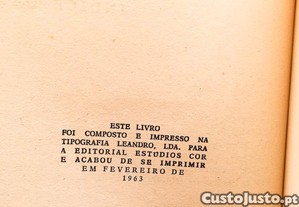 ESTE LIVRO
FOI COMPOSTO E IMPRESSO NA
TIPOGRAFIA LEANDRO, LDA. PARA
A EDITORIAL ESTÚDIOS COR
E ACABOU DE SE IMPRIMIR
EM FEVEREIRO DE
1963
CustoJusto.pt